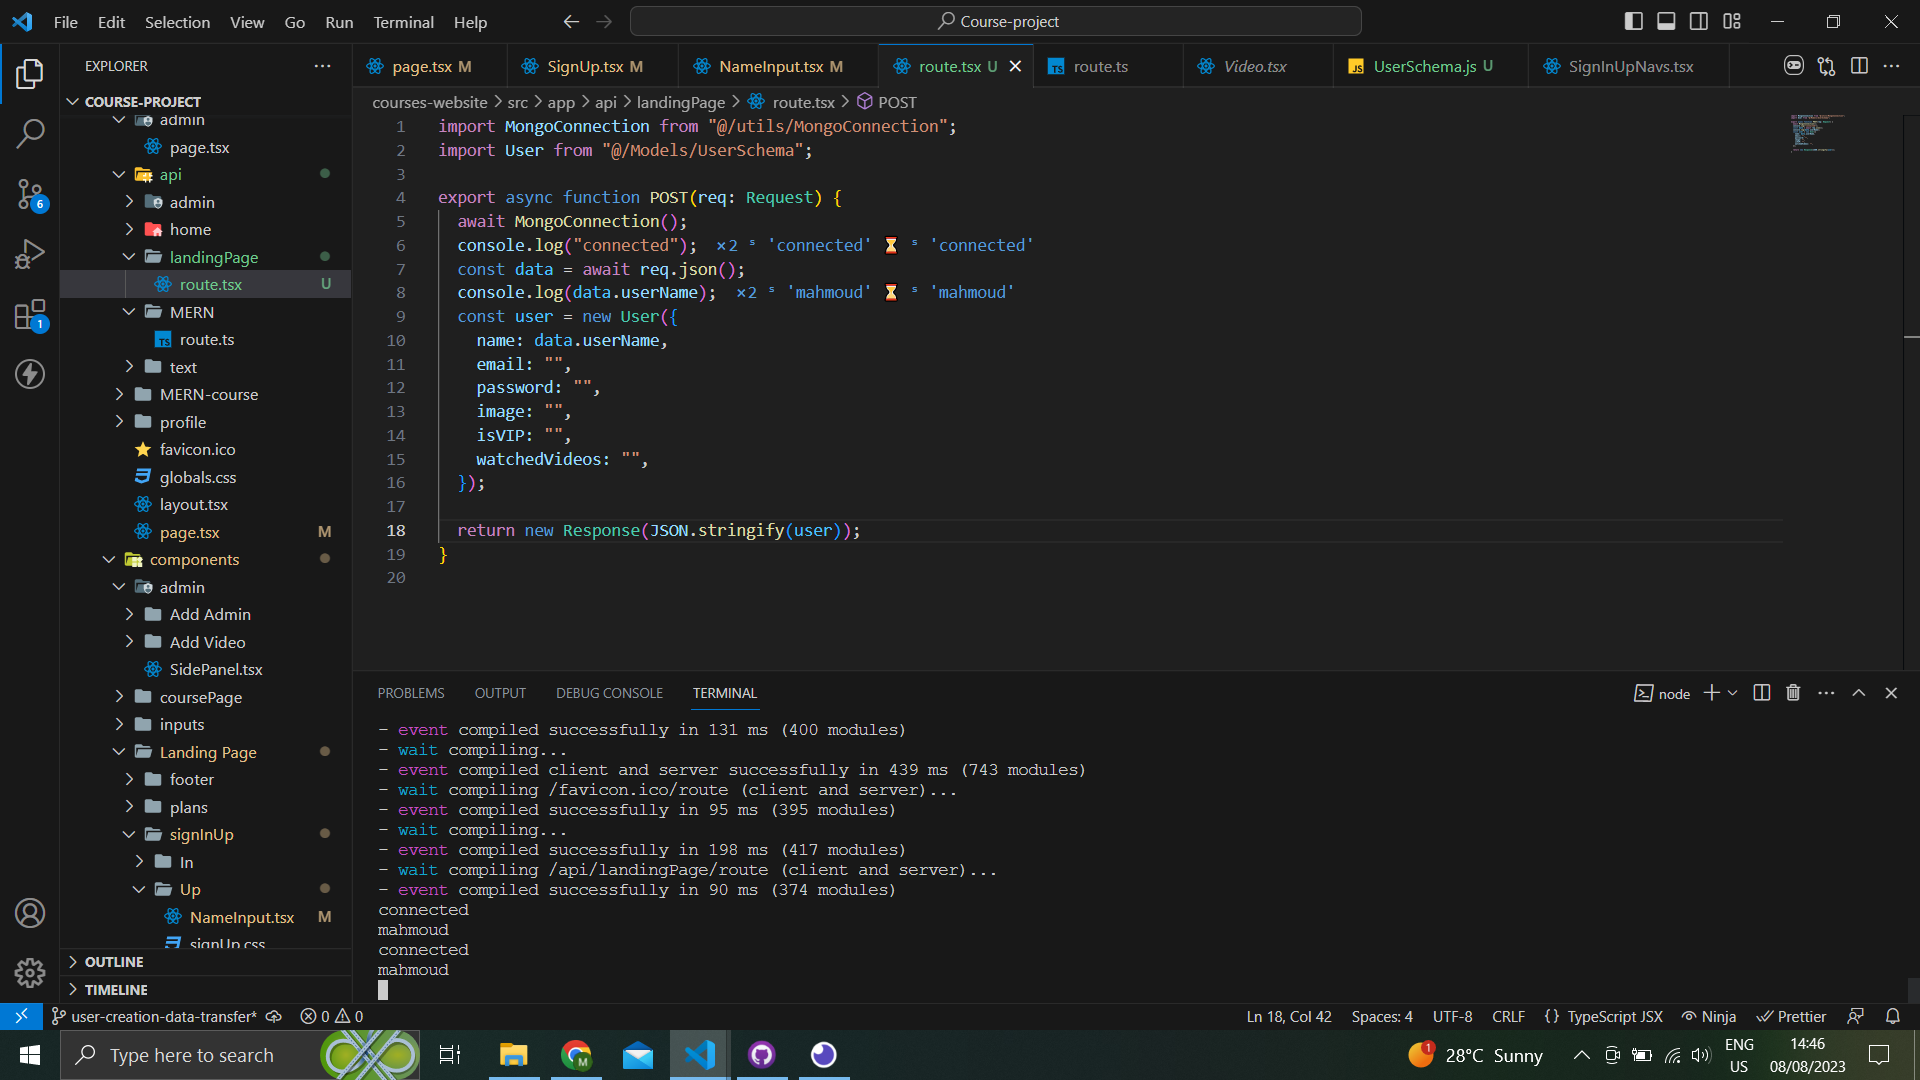 File Edit Selection View Go Run Terminal Help
Course-project
EXPLORER
COURSE-PROJECT
admin
page.tsx
api
admin
home
landingPage
route.tsx U
MERN
route.ts
text
MERN-course
profile
favicon.ico
globals.css
layout.tsx
page.tsx M
components
admin
Add Admin
Add Video
SidePanel.tsx
coursePage
inputs
Landing Page
footer
plans
signInUp
In
Up
NameInput.tsx M
signUp.css
OUTLINE
TIMELINE
6
1
page.tsx M SignUp.tsx M NameInput.tsx M route.tsx U route.ts Video.tsx UserSchema.js U SignInUpNavs.tsx
courses-website > src > app > api > landingPage > route.tsx > POST
1 import MongoConnection from "@/utils/MongoConnection";
2 import User from "@/Models/UserSchema";
3
4 export async function POST(req: Request) {
5 await MongoConnection();
6 console.log("connected"); ×2 ˢ 'connected' ⏳ ˢ 'connected'
7 const data = await req.json();
8 console.log(data.userName); ×2 ˢ 'mahmoud' ⏳ ˢ 'mahmoud'
9 const user = new User({
10 name: data.userName,
11 email: "",
12 password: "",
13 image: "",
14 isVIP: "",
15 watchedVideos: "",
16 });
17
18 return new Response(JSON.stringify(user));
19 }
20
PROBLEMS OUTPUT DEBUG CONSOLE TERMINAL
node
- event compiled successfully in 131 ms (400 modules)
- wait compiling...
- event compiled client and server successfully in 439 ms (743 modules)
- wait compiling /favicon.ico/route (client and server)...
- event compiled successfully in 95 ms (395 modules)
- wait compiling...
- event compiled successfully in 198 ms (417 modules)
- wait compiling /api/landingPage/route (client and server)...
- event compiled successfully in 90 ms (374 modules)
connected
mahmoud
connected
mahmoud
user-creation-data-transfer* 0 0
Ln 18, Col 42 Spaces: 4 UTF-8 CRLF {} TypeScript JSX Ninja Prettier
Type here to search
1 28°C Sunny
ENG
US
14:46
08/08/2023